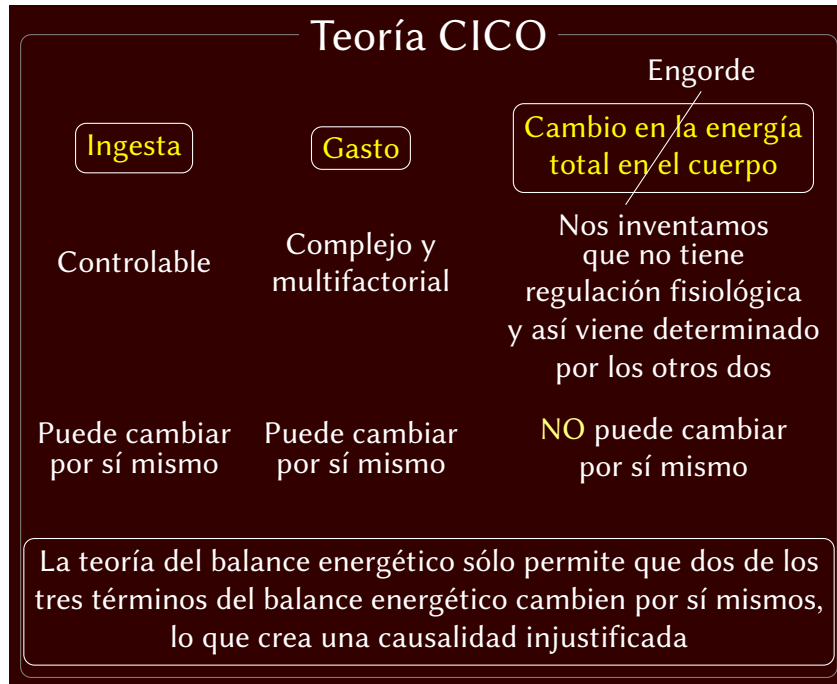 Teoría CICO
Engorde
Ingesta
Gasto
Cambio en la energía
total en el cuerpo
Controlable
Complejo y
multifactorial
Nos inventamos
que no tiene
regulación fisiológica
y así viene determinado
por los otros dos
Puede cambiar
por sí mismo
Puede cambiar
por sí mismo
NO puede cambiar
por sí mismo
La teoría del balance energético sólo permite que dos de los
tres términos del balance energético cambien por sí mismos,
lo que crea una causalidad injustificada